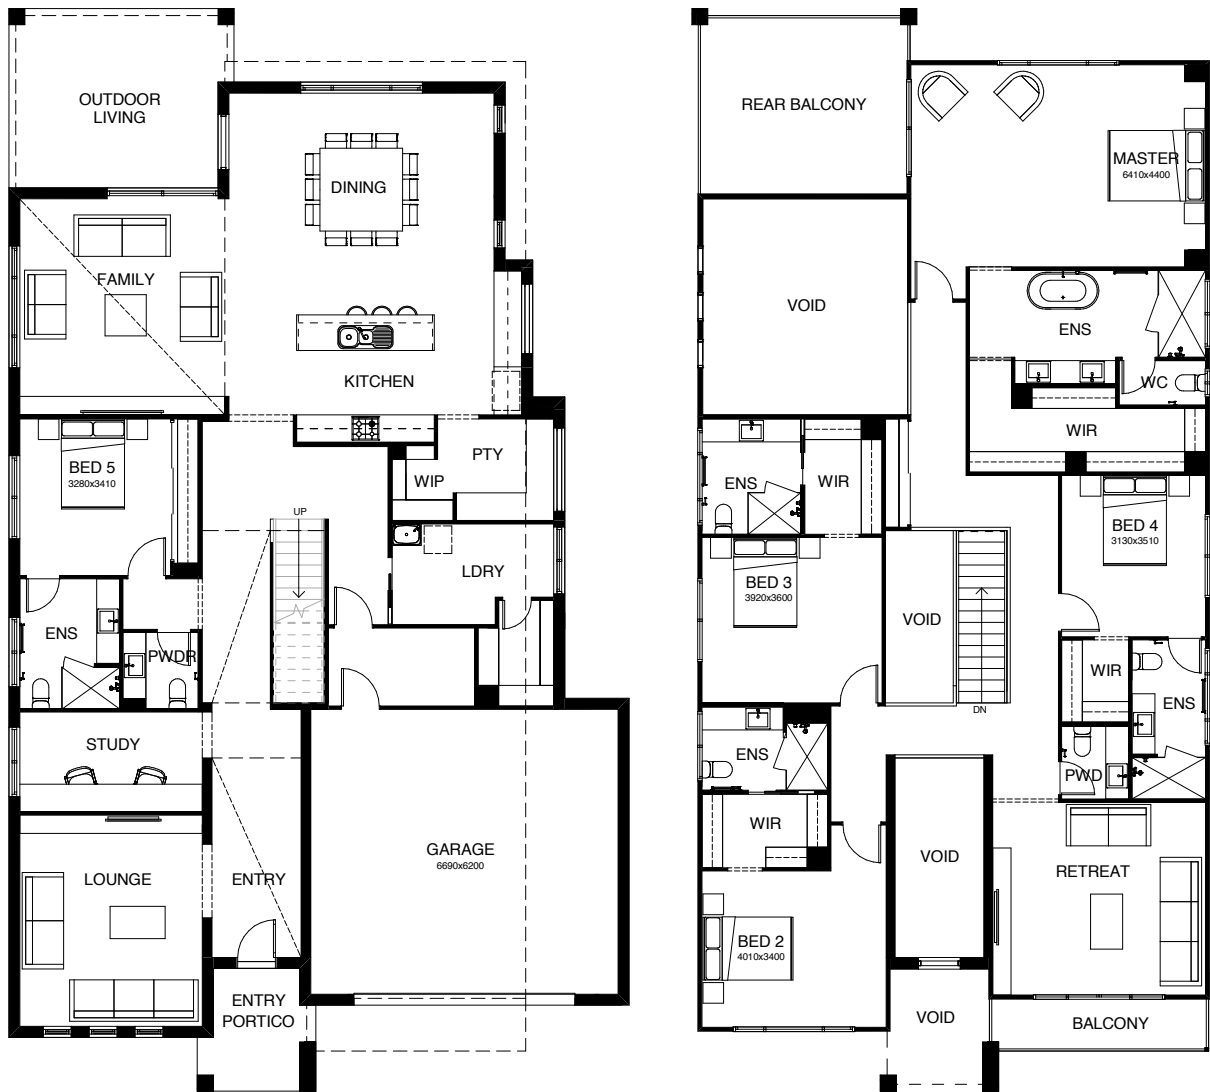 OUTDOOR
LIVING
DINING
FAMILY
KITCHEN
BED 5
3280x3410
PTY
WIP
UP
LDRY
ENS
PWDR
STUDY
GARAGE
6690x6200
LOUNGE
ENTRY
ENTRY
PORTICO
REAR BALCONY
MASTER
6410x4400
VOID
ENS
WC
WIR
ENS
WIR
BED 4
3130x3510
BED 3
3920x3600
VOID
WIR
ENS
DN
ENS
PWD
WIR
VOID
RETREAT
BED 2
4010x3400
VOID
BALCONY